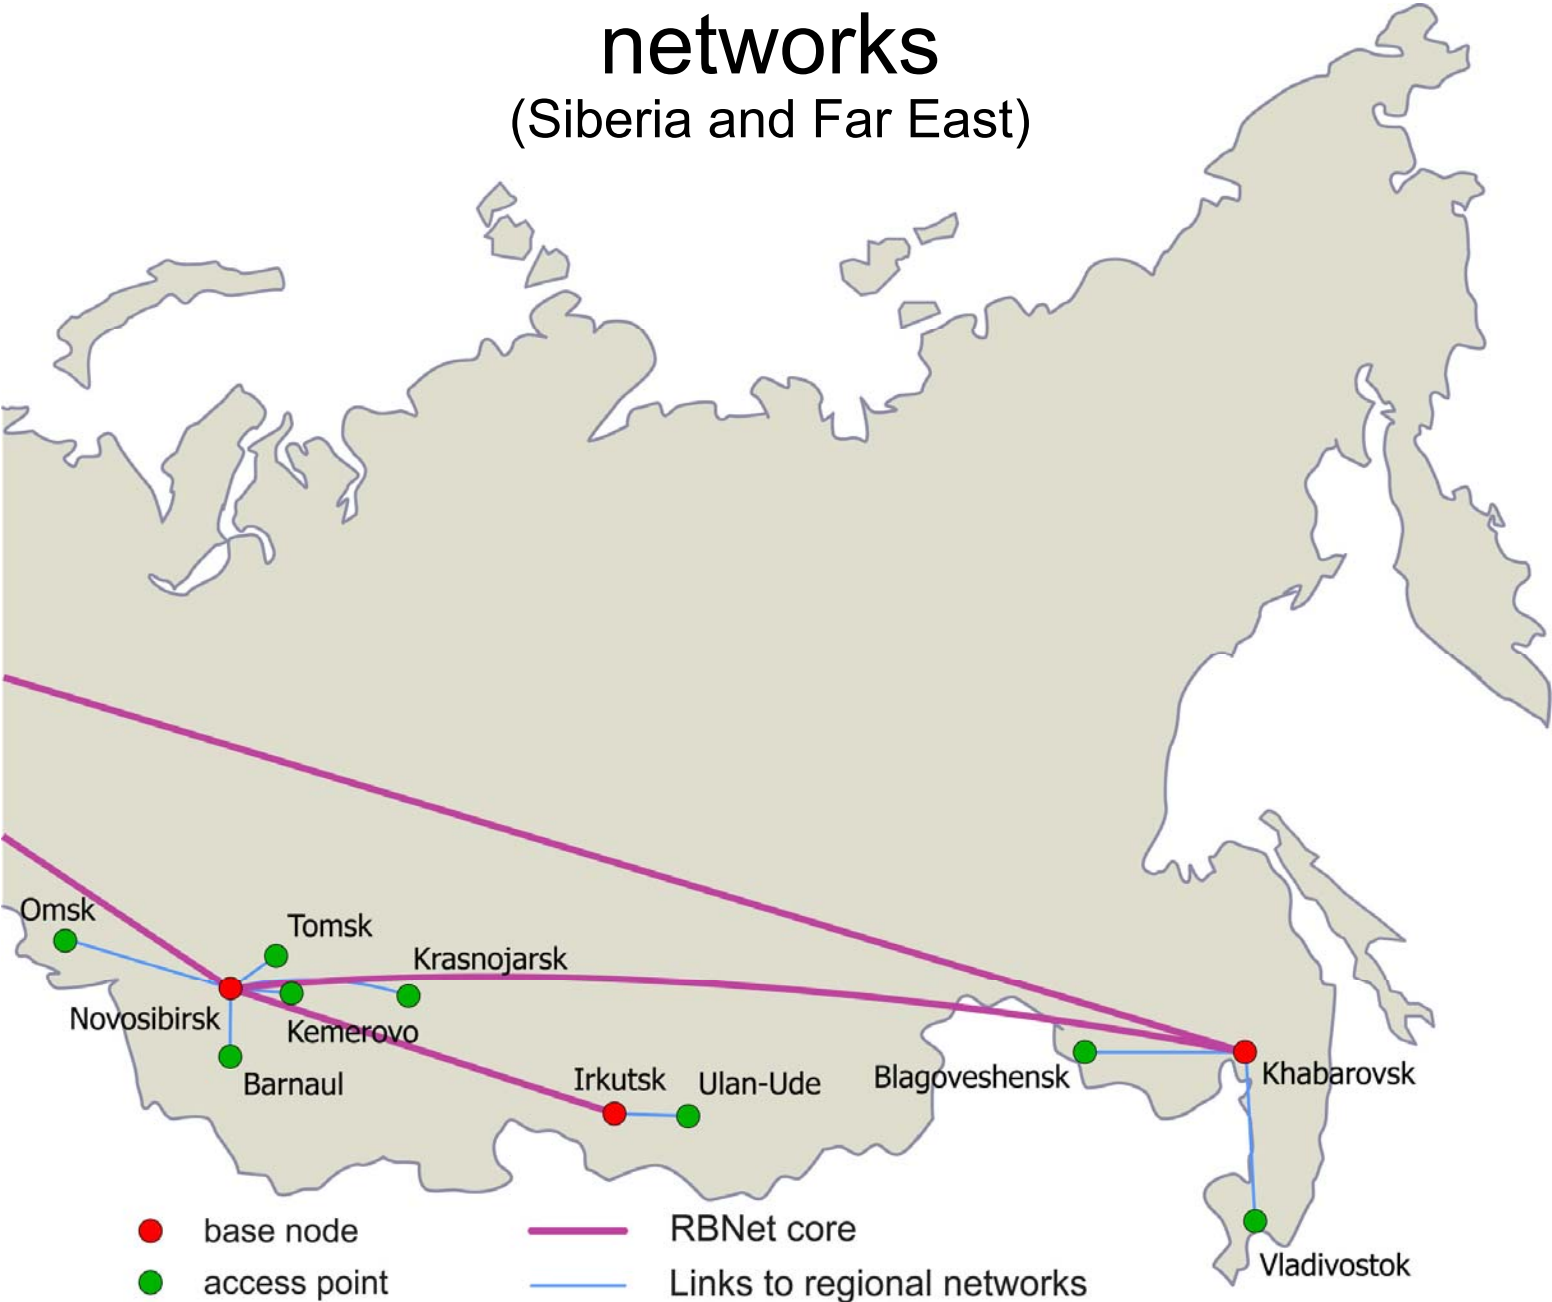 networks
(Siberia and Far East)
Omsk
Tomsk
Krasnojarsk
Novosibirsk
Kemerovo
Barnaul
Irkutsk
Ulan-Ude
Blagoveshensk
Khabarovsk
Vladivostok
base node
RBNet core
access point
Links to regional networks